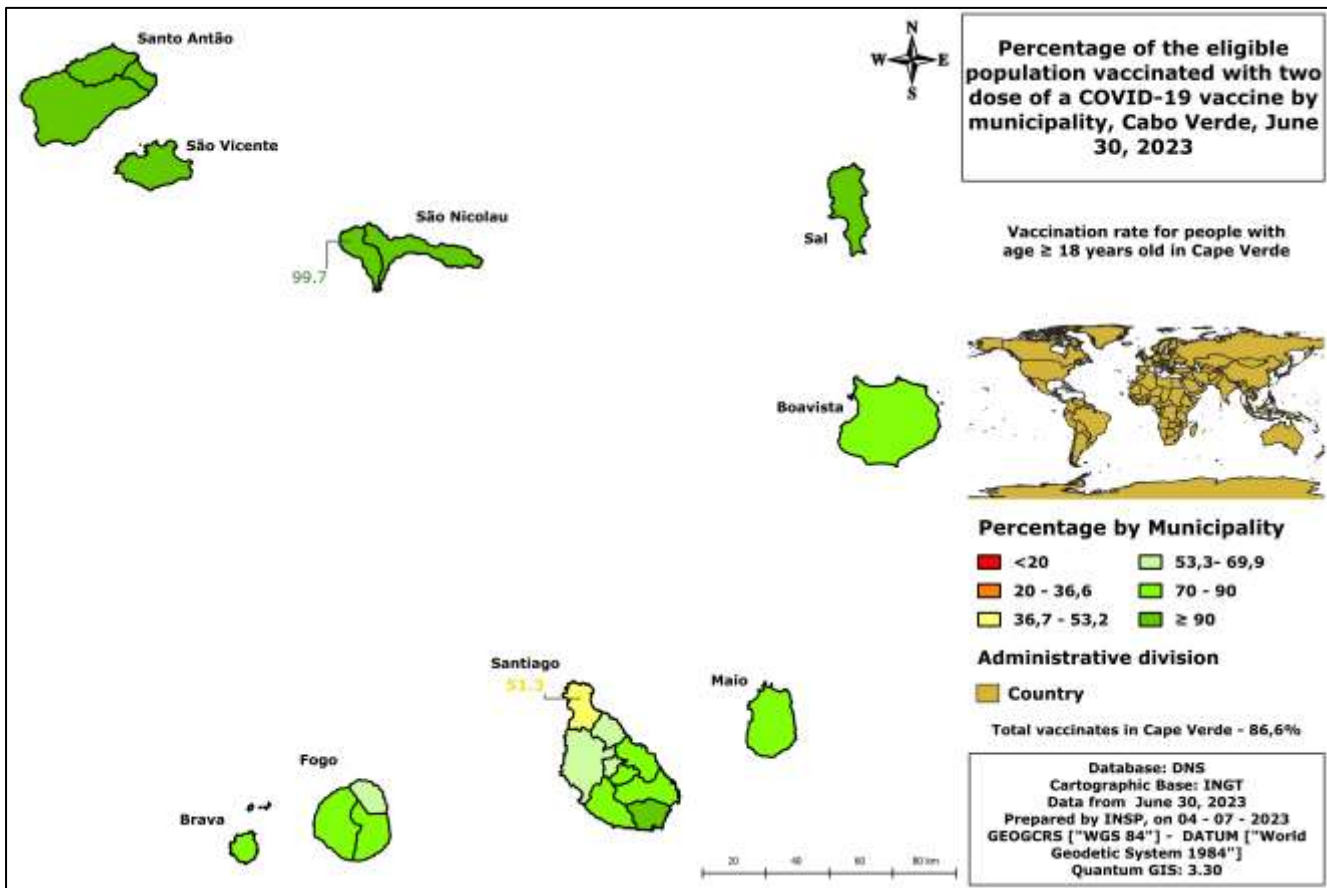 Santo Antão
São Vicente
São Nicolau
99.7
Sal
Boavista
Santiago
51.3
Maio
Fogo
Brava
N
W E
S
20 40 60 80 km
Percentage of the eligible
population vaccinated with two
dose of a COVID-19 vaccine by
municipality, Cabo Verde, June
30, 2023
Vaccination rate for people with
age ≥ 18 years old in Cape Verde
Percentage by Municipality
<20
20 - 36,6
36,7 - 53,2
53,3- 69,9
70 - 90
≥ 90
Administrative division
Country
Total vaccinates in Cape Verde - 86,6%
Database: DNS
Cartographic Base: INGT
Data from June 30, 2023
Prepared by INSP, on 04 - 07 - 2023
GEOGCRS ["WGS 84"] - DATUM ["World
Geodetic System 1984"]
Quantum GIS: 3.30